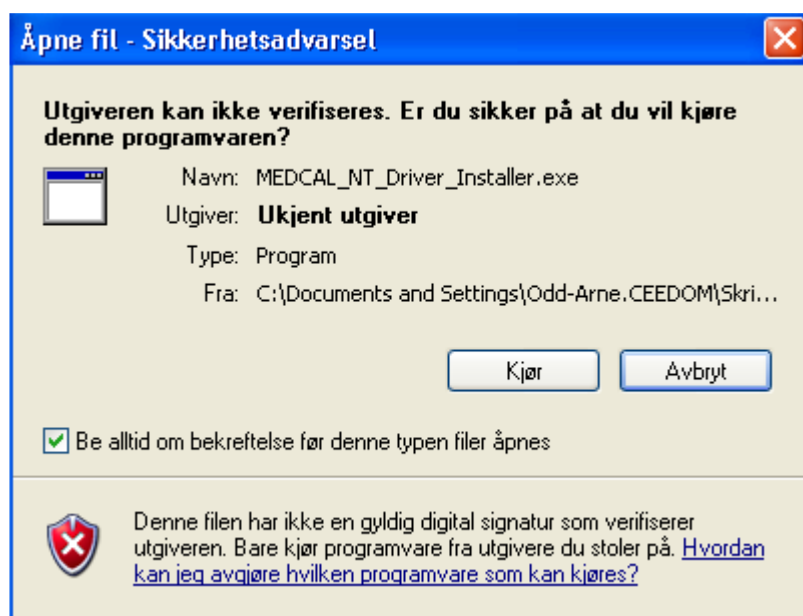 Åpne fil - Sikkerhetsadvarsel
Utgiveren kan ikke verifiseres. Er du sikker på at du vil kjøre
denne programvaren?
Navn: MEDCAL_NT_Driver_Installer.exe
Utgiver: Ukjent utgiver
Type: Program
Fra: C:\Documents and Settings\Odd-Arne.CEEDOM\Skri...
Kjør Avbryt
Be alltid om bekreftelse før denne typen filer åpnes
Denne filen har ikke en gyldig digital signatur som verifiserer
utgiveren. Bare kjør programvare fra utgivere du stoler på. Hvordan
kan jeg avgjøre hvilken programvare som kan kjøres?